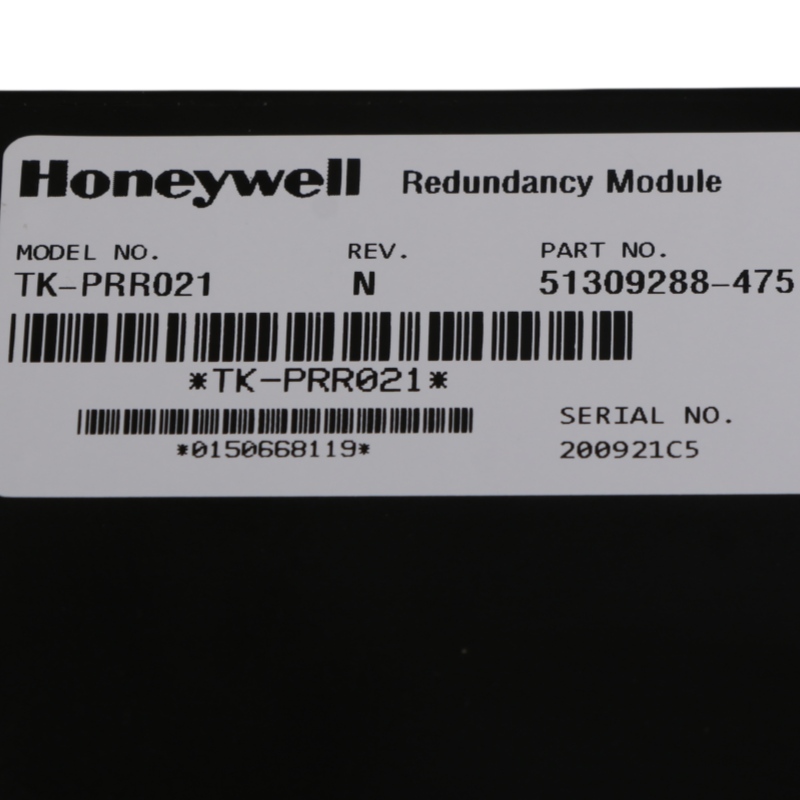 Honeywell Redundancy Module
MODEL NO. REV. PART NO.
TK-PRR021 N 51309288-475
*TK-PRR021*
SERIAL NO.
*0150668119* 200921C5